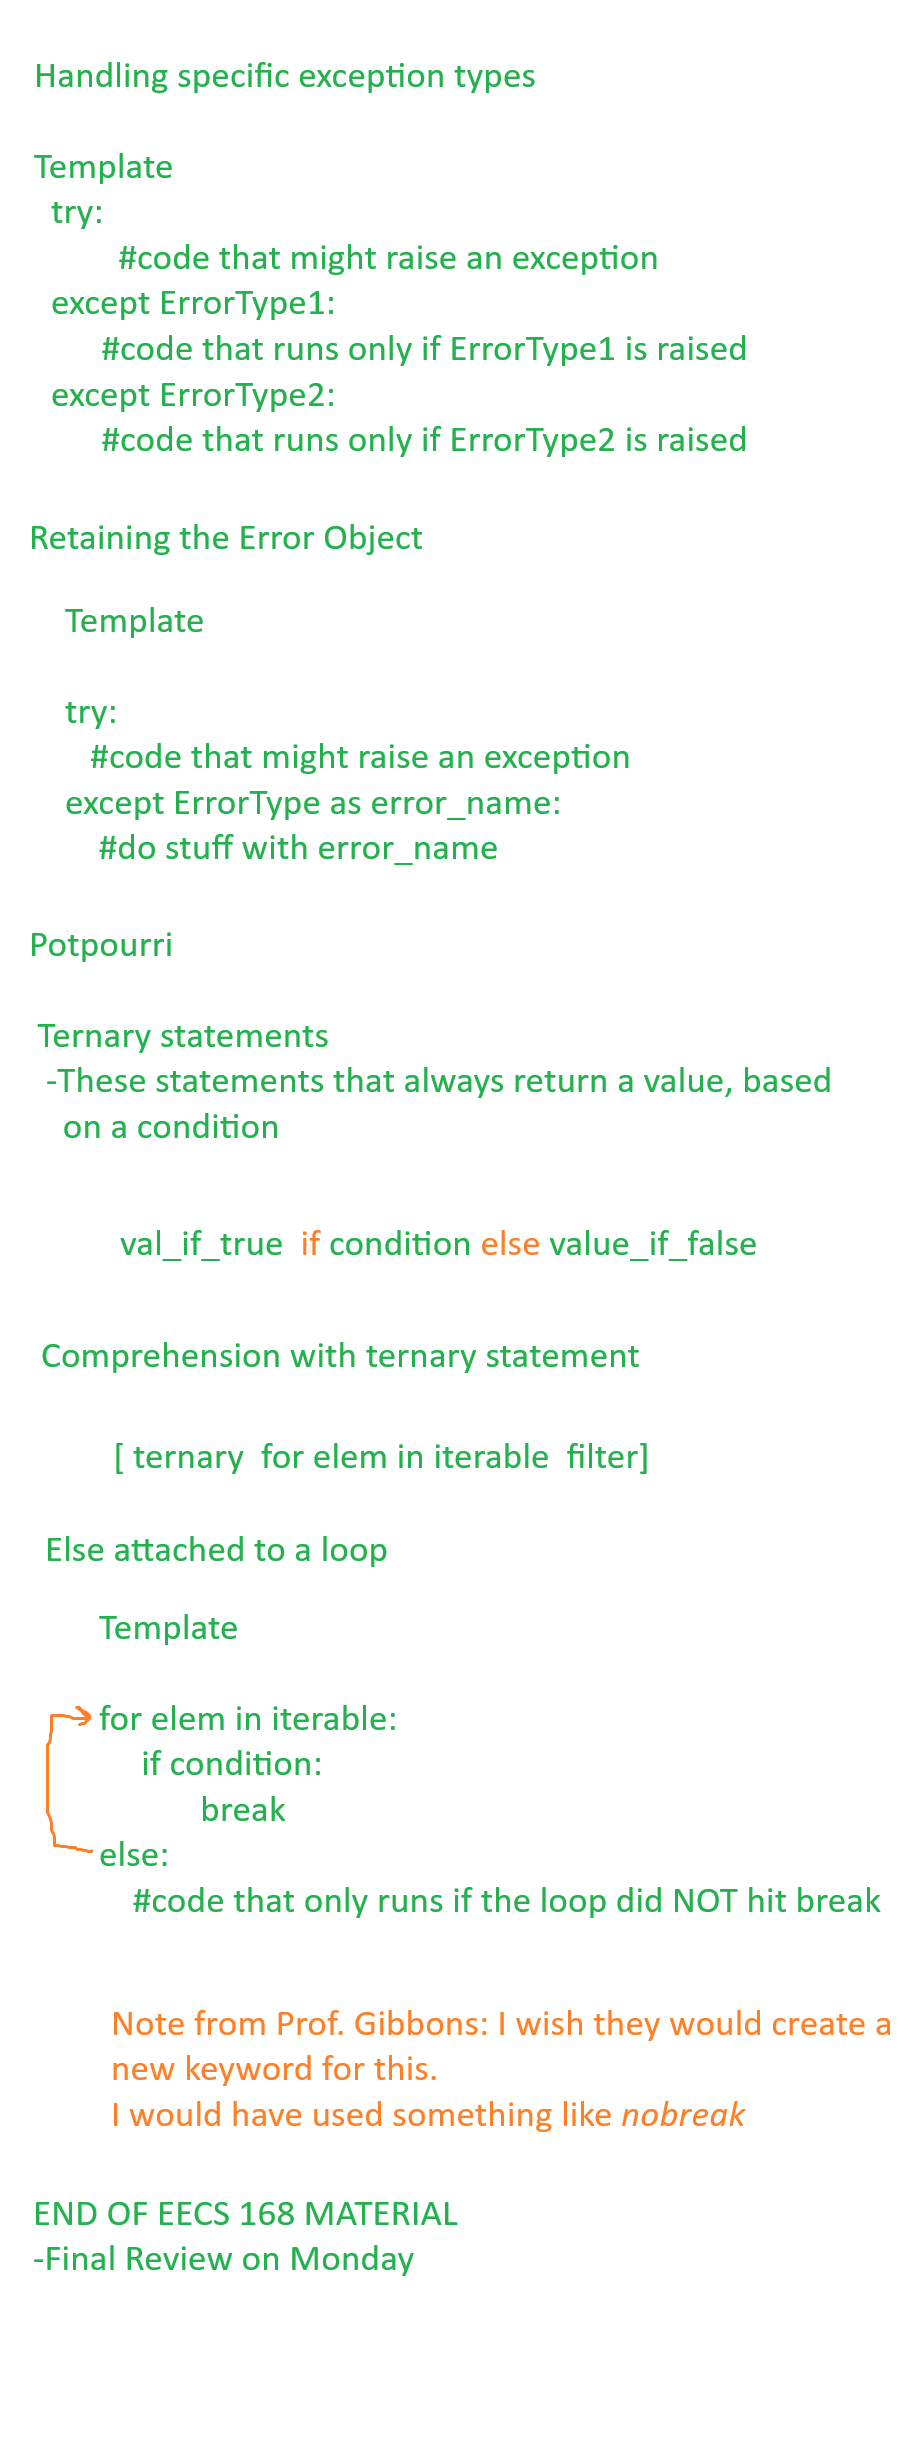 Handling specific exception types
Template
try:
#code that might raise an exception
except ErrorType1:
#code that runs only if ErrorType1 is raised
except ErrorType2:
#code that runs only if ErrorType2 is raised
Retaining the Error Object
Template
try:
#code that might raise an exception
except ErrorType as error_name:
#do stuff with error_name
Potpourri
Ternary statements
-These statements that always return a value, based
on a condition
val_if_true if condition else value_if_false
Comprehension with ternary statement
[ ternary for elem in iterable filter]
Else attached to a loop
Template
for elem in iterable:
if condition:
break
else:
#code that only runs if the loop did NOT hit break
Note from Prof. Gibbons: I wish they would create a
new keyword for this.
I would have used something like nobreak
END OF EECS 168 MATERIAL
-Final Review on Monday